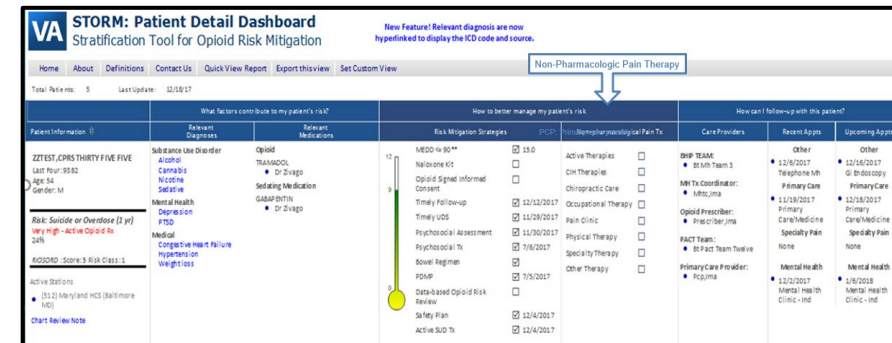 VA
STORM: Patient Detail Dashboard
Stratification Tool for Opioid Risk Mitigation
New Feature! Relevant diagnosis are now
hyperlinked to display the ICD code and source.
Non-Pharmacologic Pain Therapy
Home About Definitions Contact Us Quick View Report Export this view Set Custom View
Total Patients: 5 Last Update: 12/18/17
What factors contribute to my patient's risk?
How to better manage my patient's risk
How can I follow-up with this patient?
Patient Information
Relevant
Diagnoses
Relevant
Medications
Risk Mitigation Strategies
PCP:
Care Providers
Recent Appts
Upcoming Appts
ZZTEST,CPRS THIRTY FIVE FIVE
Last Four: 9382
Age: 54
Gender: M
Risk: Suicide or Overdose (1 yr)
Very High - Active Opioid Rx
24%
RIOSORD :Score: 5 Risk Class: 1
Active Stations
(512) Maryland HCS (Baltimore
MD)
Chart Review Note
Substance Use Disorder
Alcohol
Cannabis
Nicotine
Sedative
Mental Health
Depression
PTSD
Medical
Congestive Heart Failure
Hypertension
Weight loss
Opioid
TRAMADOL
Dr Zivago
Sedating Medication
GABAPENTIN
Dr Zivago
12
9
0
MEDD <= 90** 15.0
Naloxone Kit
Opioid Signed Informed
Consent
Timely Follow-up 12/12/2017
Timely UDS 11/29/2017
Psychosocial Assessment 11/30/2017
Psychosocial Tx 7/6/2017
Bowel Regimen
PDMP 7/5/2017
Data-based Opioid Risk
Review
Safety Plan 12/4/2017
Active SUD Tx 12/4/2017
Active Therapies
CIH Therapies
Chiropractic Care
Occupational Therapy
Pain Clinic
Physical Therapy
Specialty Therapy
Other Therapy
BHIP TEAM:
Bt Mh Team 3
MH Tx Coordinator:
Mhtc,Ima
Opioid Prescriber:
Prescriber,Ima
PACT Team:
Bt Pact Team Twelve
Primary Care Provider:
Pcp,Ima
Other
12/6/2017
Telephone Mh
Primary Care
11/19/2017
Primary
Care/Medicine
Specialty Pain
None
Mental Health
12/2/2017
Mental Health
Clinic - Ind
Other
12/16/2017
GI Endoscopy
Primary Care
12/18/2017
Primary
Care/Medicine
Specialty Pain
None
Mental Health
1/6/2018
Mental Health
Clinic - Ind